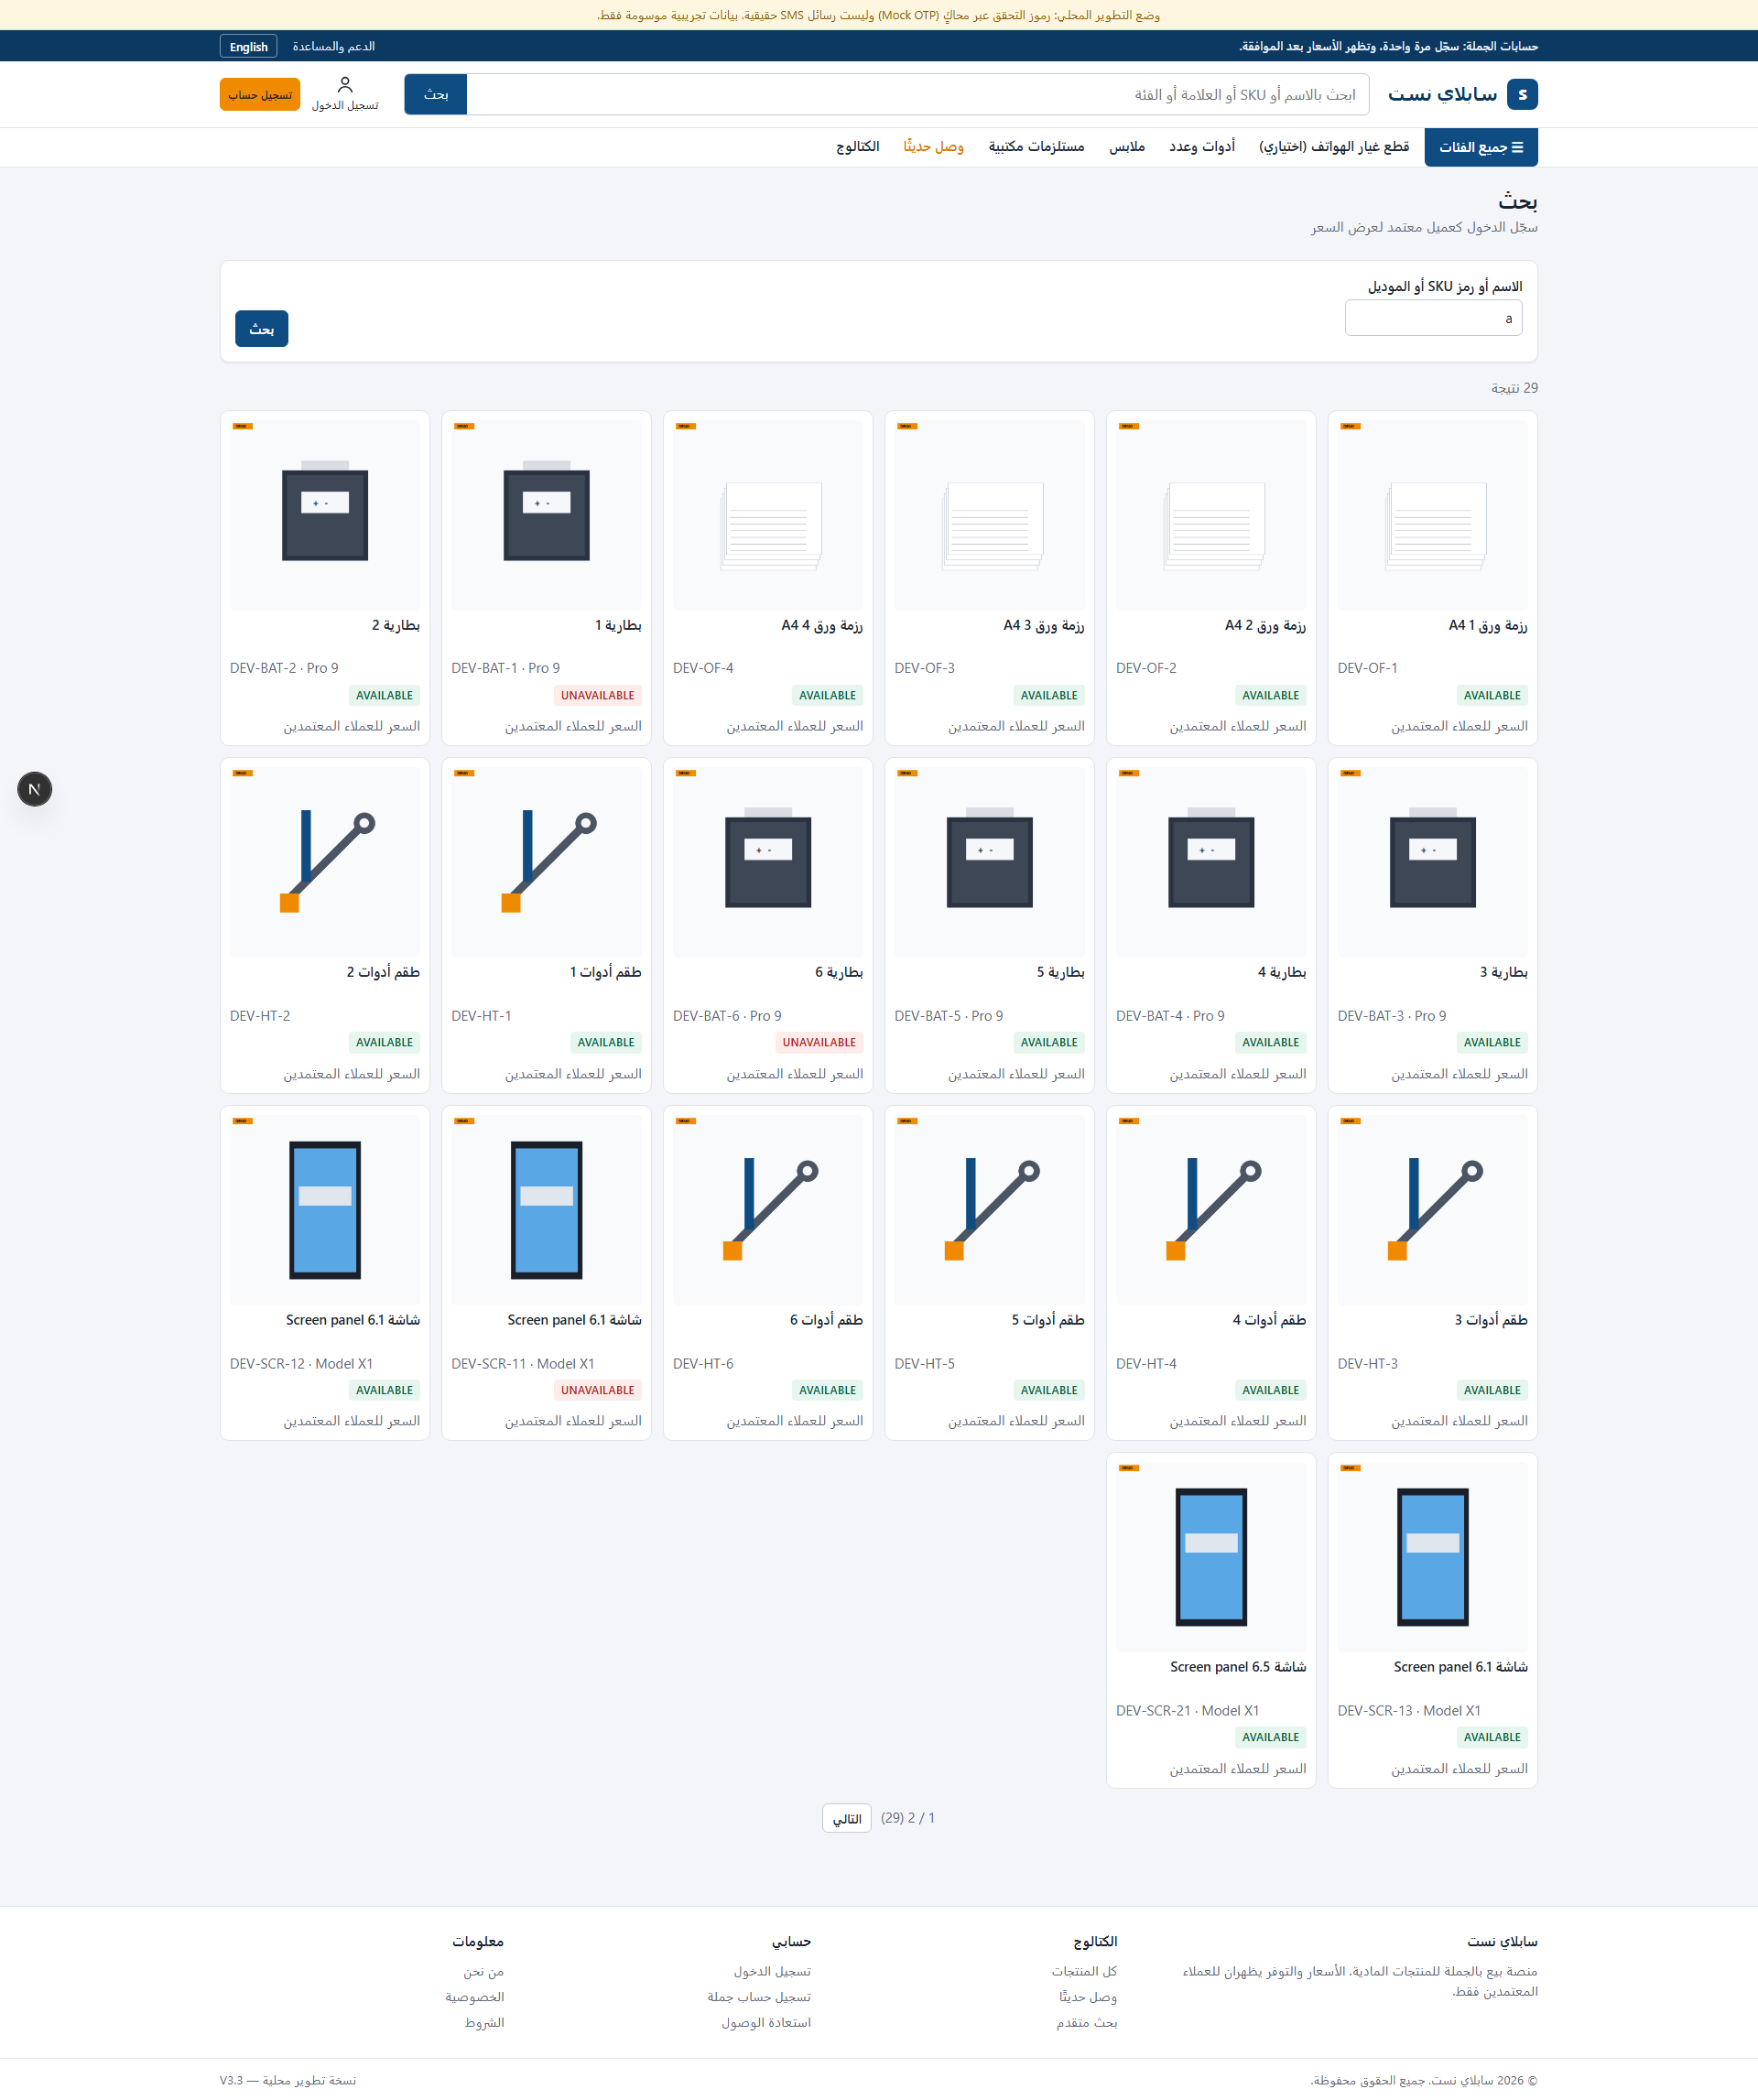 وضع التطوير المحلي: رموز التحقق عبر محاكٍ (Mock OTP) وليست رسائل SMS حقيقية. بيانات تجريبية موسومة فقط.
حسابات الجملة: سجّل مرة واحدة، وتظهر الأسعار بعد الموافقة.
الدعم والمساعدة
English
S
سابلاي نست
ابحث بالاسم أو SKU أو العلامة أو الفئة
بحث
تسجيل الدخول
تسجيل حساب
☰ جميع الفئات
قطع غيار الهواتف (اختياري)
أدوات وعدد
ملابس
مستلزمات مكتبية
وصل حديثًا
الكتالوج
بحث
سجّل الدخول كعميل معتمد لعرض السعر
الاسم أو رمز SKU أو الموديل
a
بحث
29 نتيجة
رزمة ورق A4 1
DEV-OF-1
AVAILABLE
السعر للعملاء المعتمدين
رزمة ورق A4 2
DEV-OF-2
AVAILABLE
السعر للعملاء المعتمدين
رزمة ورق A4 3
DEV-OF-3
AVAILABLE
السعر للعملاء المعتمدين
رزمة ورق A4 4
DEV-OF-4
AVAILABLE
السعر للعملاء المعتمدين
+ -
بطارية 1
DEV-BAT-1 · Pro 9
UNAVAILABLE
السعر للعملاء المعتمدين
+ -
بطارية 2
DEV-BAT-2 · Pro 9
AVAILABLE
السعر للعملاء المعتمدين
+ -
بطارية 3
DEV-BAT-3 · Pro 9
AVAILABLE
السعر للعملاء المعتمدين
+ -
بطارية 4
DEV-BAT-4 · Pro 9
AVAILABLE
السعر للعملاء المعتمدين
+ -
بطارية 5
DEV-BAT-5 · Pro 9
AVAILABLE
السعر للعملاء المعتمدين
+ -
بطارية 6
DEV-BAT-6 · Pro 9
UNAVAILABLE
السعر للعملاء المعتمدين
طقم أدوات 1
DEV-HT-1
AVAILABLE
السعر للعملاء المعتمدين
طقم أدوات 2
DEV-HT-2
AVAILABLE
السعر للعملاء المعتمدين
N
طقم أدوات 3
DEV-HT-3
AVAILABLE
السعر للعملاء المعتمدين
طقم أدوات 4
DEV-HT-4
AVAILABLE
السعر للعملاء المعتمدين
طقم أدوات 5
DEV-HT-5
AVAILABLE
السعر للعملاء المعتمدين
طقم أدوات 6
DEV-HT-6
AVAILABLE
السعر للعملاء المعتمدين
شاشة Screen panel 6.1
DEV-SCR-11 · Model X1
UNAVAILABLE
السعر للعملاء المعتمدين
شاشة Screen panel 6.1
DEV-SCR-12 · Model X1
AVAILABLE
السعر للعملاء المعتمدين
شاشة Screen panel 6.1
DEV-SCR-13 · Model X1
AVAILABLE
السعر للعملاء المعتمدين
شاشة Screen panel 6.5
DEV-SCR-21 · Model X1
AVAILABLE
السعر للعملاء المعتمدين
1 / 2 (29)
التالي
سابلاي نست
منصة بيع بالجملة للمنتجات المادية. الأسعار والتوفر يظهران للعملاء
المعتمدين فقط.
الكتالوج
كل المنتجات
وصل حديثًا
بحث متقدم
حسابي
تسجيل الدخول
تسجيل حساب جملة
استعادة الوصول
معلومات
من نحن
الخصوصية
الشروط
© 2026 سابلاي نست. جميع الحقوق محفوظة.
نسخة تطوير محلية — V3.3